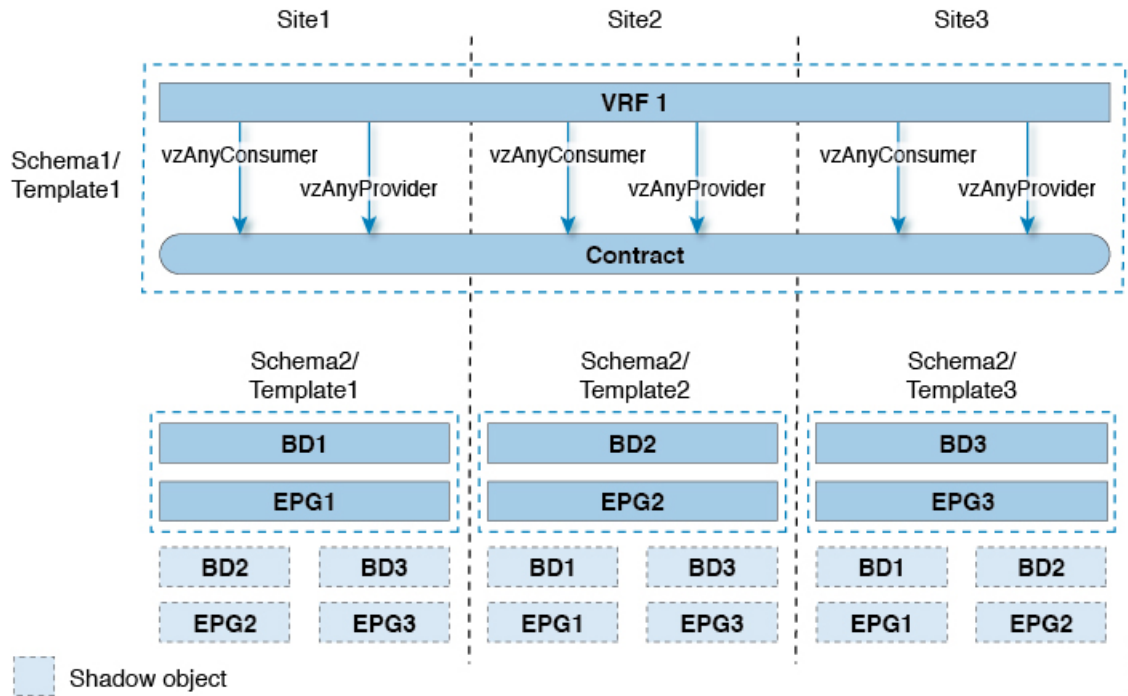 Site1
Site2
Site3
VRF 1
Schema1/
Template1
vzAnyConsumer
vzAnyProvider
vzAnyConsumer
vzAnyProvider
vzAnyConsumer
vzAnyProvider
Contract
Schema2/
Template1
Schema2/
Template2
Schema2/
Template3
BD1
BD2
BD3
EPG1
EPG2
EPG3
BD2
BD3
BD1
BD3
BD1
BD2
EPG2
EPG3
EPG1
EPG3
EPG1
EPG2
Shadow object